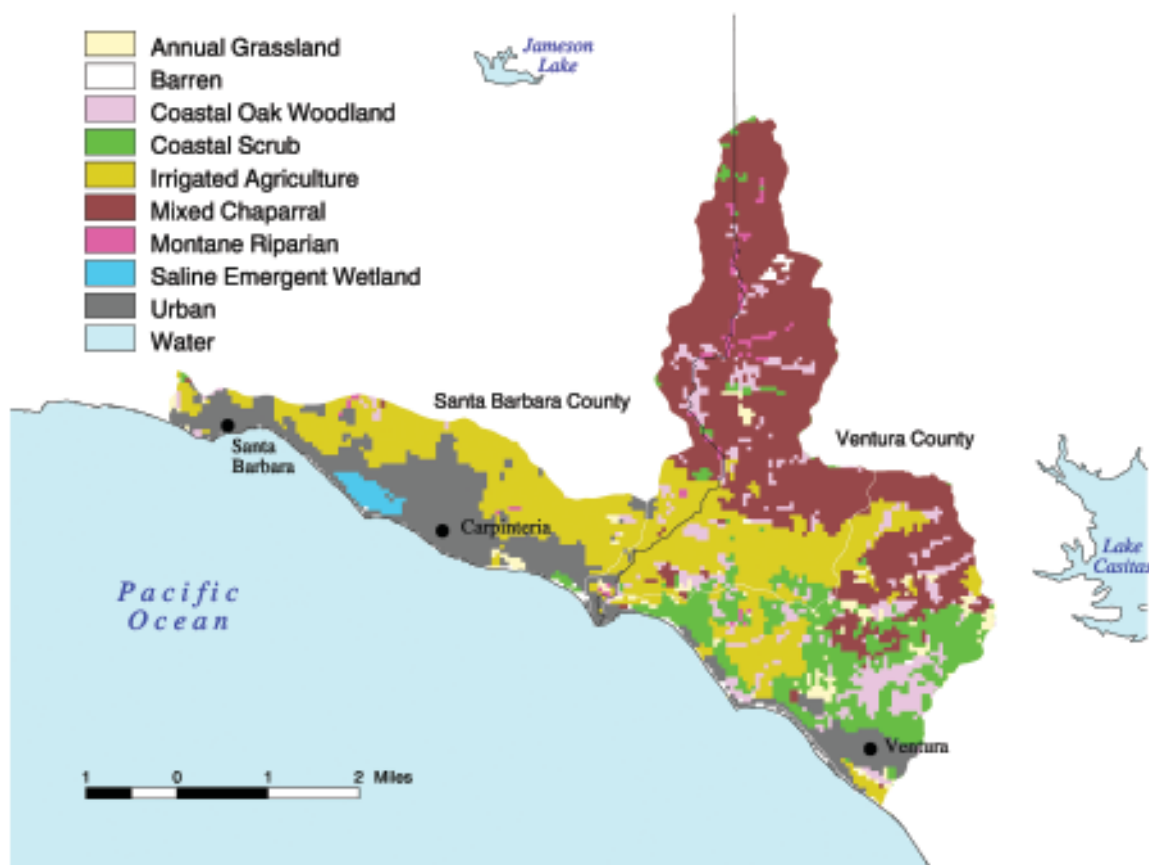 Annual Grassland
Barren
Coastal Oak Woodland
Coastal Scrub
Irrigated Agriculture
Mixed Chaparral
Montane Riparian
Saline Emergent Wetland
Urban
Water
Jameson
Lake
Santa Barbara County
Ventura County
Santa
Barbara
Carpinteria
Lake
Casitas
Pacific
Ocean
Ventura
1 0 1 2 Miles